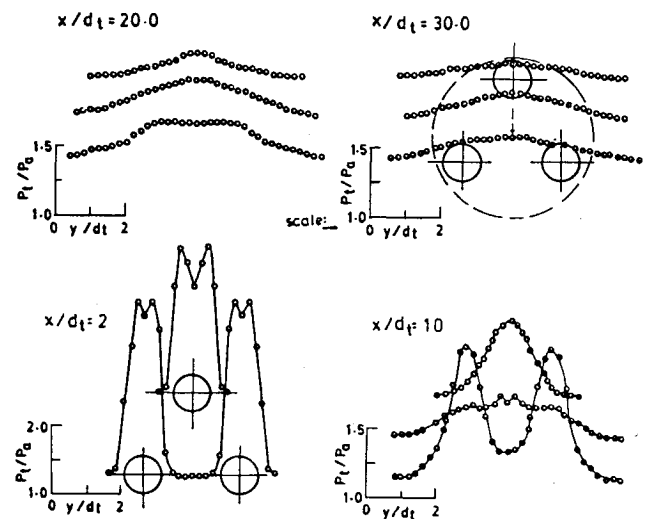 x/dt = 20·0
x/dt = 30·0
1.5
Pt/Pa
1.0
0 y/dt 2
1.5
Pt/Pa
1.0
0 y/dt 2
scale:
x/dt = 2
x/dt = 10
2.0
Pt/Pa
1.0
0 y/dt 2
1.5
Pt/Pa
1.0
0 y/dt 2